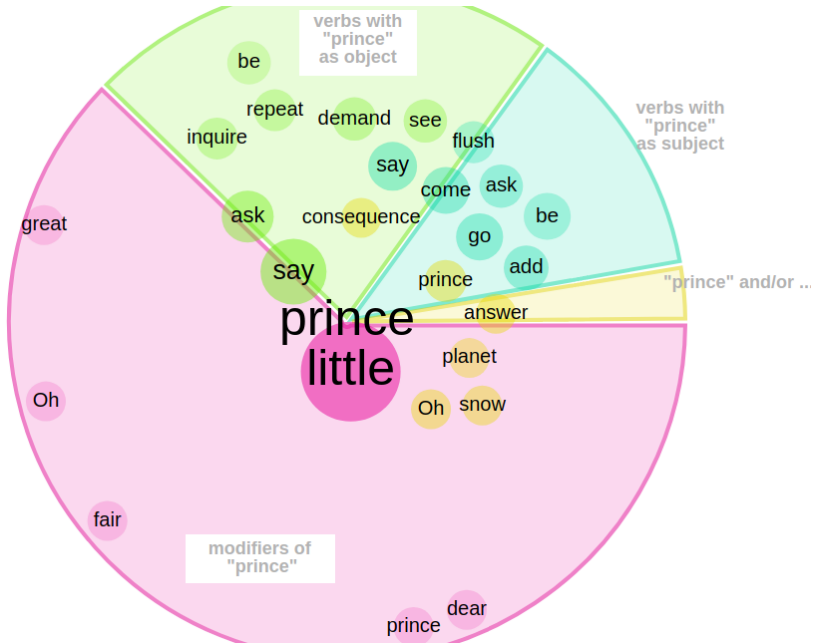 verbs with
"prince"
as object
be
repeat
demand
see
inquire
flush
verbs with
"prince"
as subject
say
come
ask
ask
consequence
be
great
go
say
add
prince
"prince" and/or ...
prince
answer
little
planet
Oh
Oh
snow
fair
modifiers of
"prince"
dear
prince